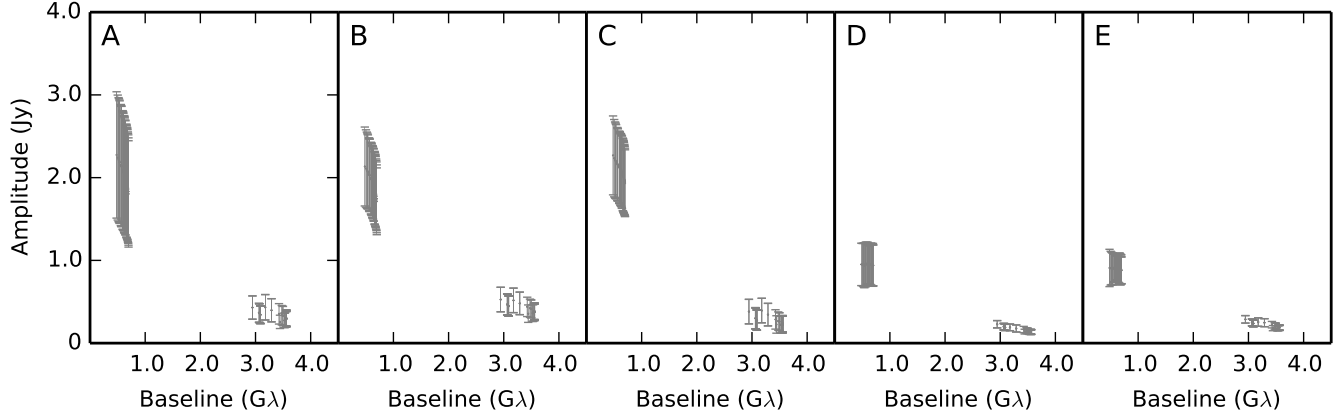 4.0
A B C D E
3.0
Amplitude (Jy)
2.0
1.0
0
1.0 2.0 3.0 4.0 1.0 2.0 3.0 4.0 1.0 2.0 3.0 4.0 1.0 2.0 3.0 4.0 1.0 2.0 3.0 4.0
Baseline (Gλ) Baseline (Gλ) Baseline (Gλ) Baseline (Gλ) Baseline (Gλ)